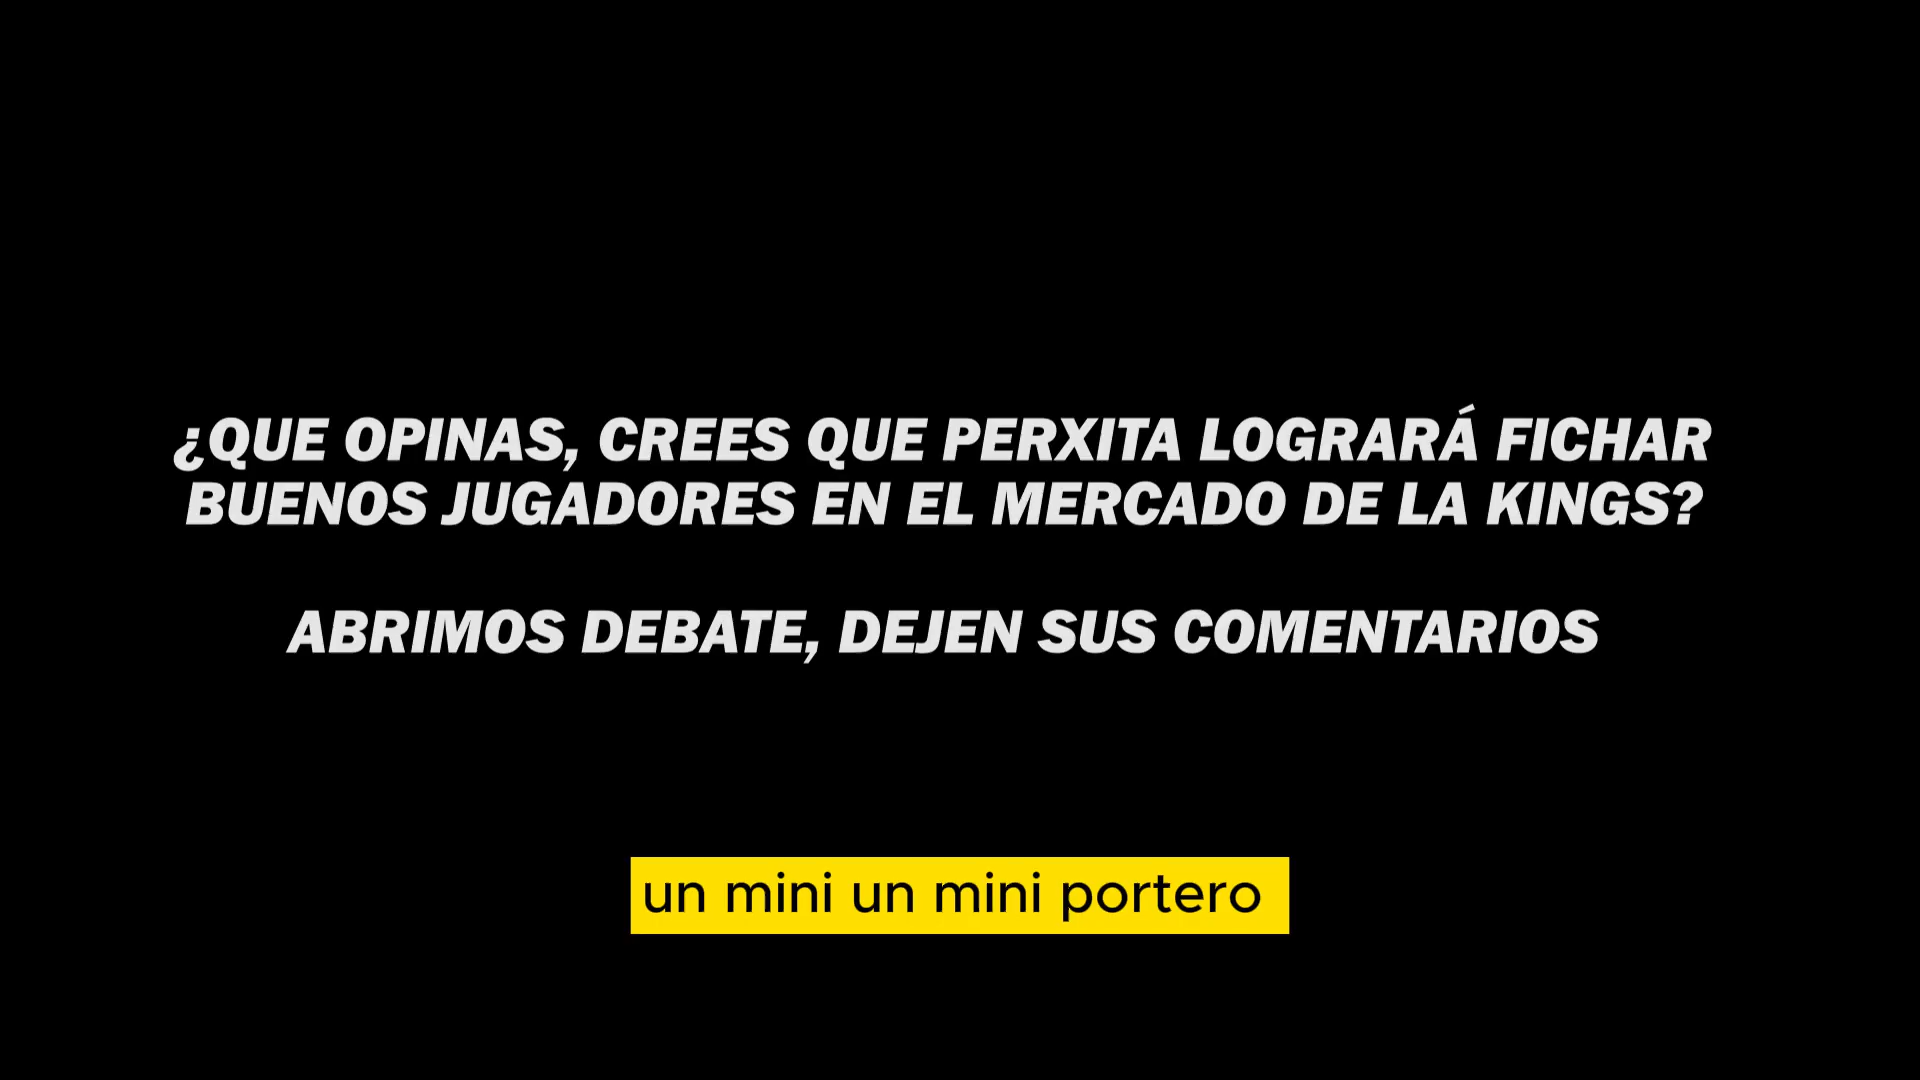 ¿QUE OPINAS, CREES QUE PERXITA LOGRARÁ FICHAR
BUENOS JUGADORES EN EL MERCADO DE LA KINGS?
ABRIMOS DEBATE, DEJEN SUS COMENTARIOS
un mini un mini portero